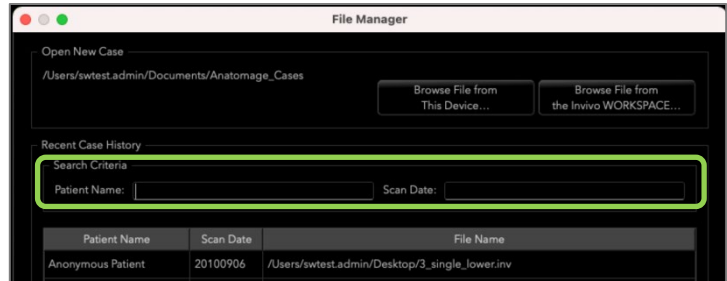 File Manager
Open New Case
/Users/swtest.admin/Documents/Anatomage_Cases
Browse File from
This Device...
Browse File from
the Invivo WORKSPACE...
Recent Case History
Search Criteria
Patient Name:
Scan Date:
Patient Name Scan Date File Name
Anonymous Patient 20100906 /Users/swtest.admin/Desktop/3_single_lower.inv